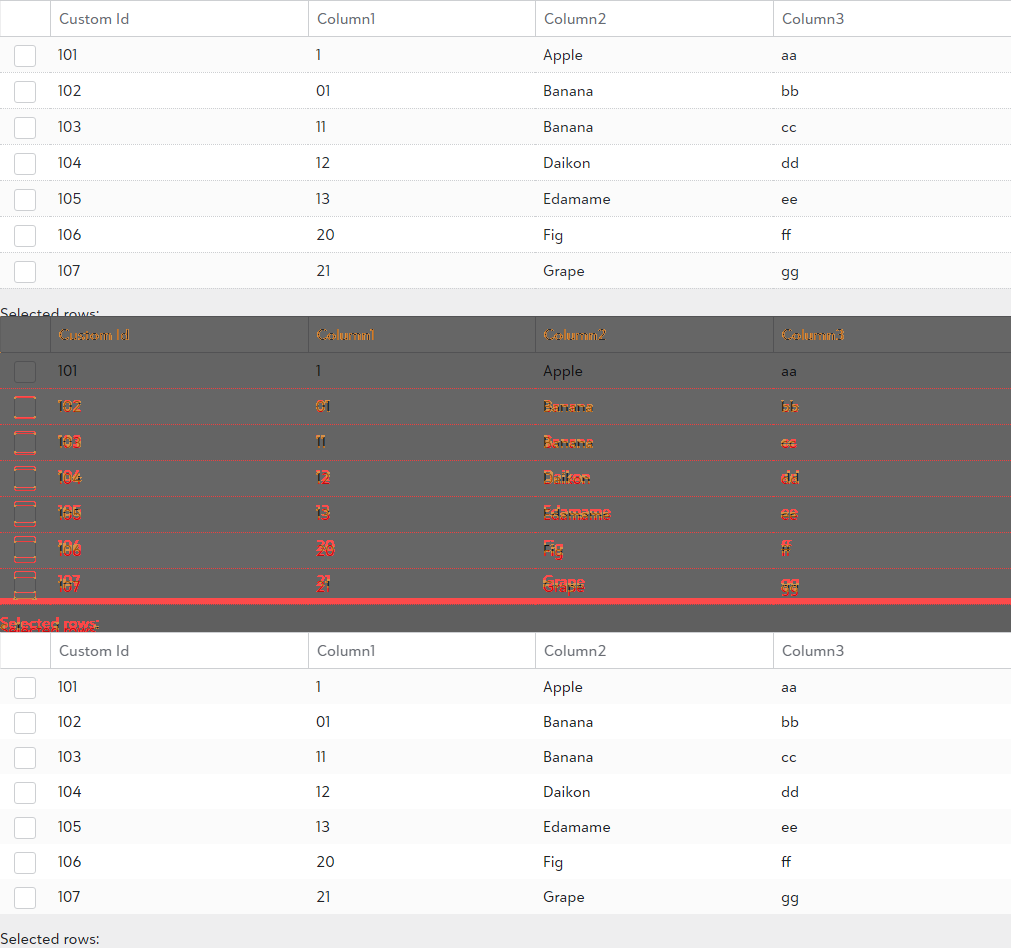 Custom Id Column1 Column2 Column3
101 1 Apple aa
102 01 Banana bb
103 11 Banana cc
104 12 Daikon dd
105 13 Edamame ee
106 20 Fig ff
107 21 Grape gg
Selected rows:
Custom Id Column1 Column2 Column3
101 1 Apple aa
102 01 Banana bb
103 11 Banana cc
104 12 Daikon dd
105 13 Edamame ee
106 20 Fig ff
107 21 Grape gg
Selected rows:
Custom Id Column1 Column2 Column3
101 1 Apple aa
102 01 Banana bb
103 11 Banana cc
104 12 Daikon dd
105 13 Edamame ee
106 20 Fig ff
107 21 Grape gg
Selected rows: